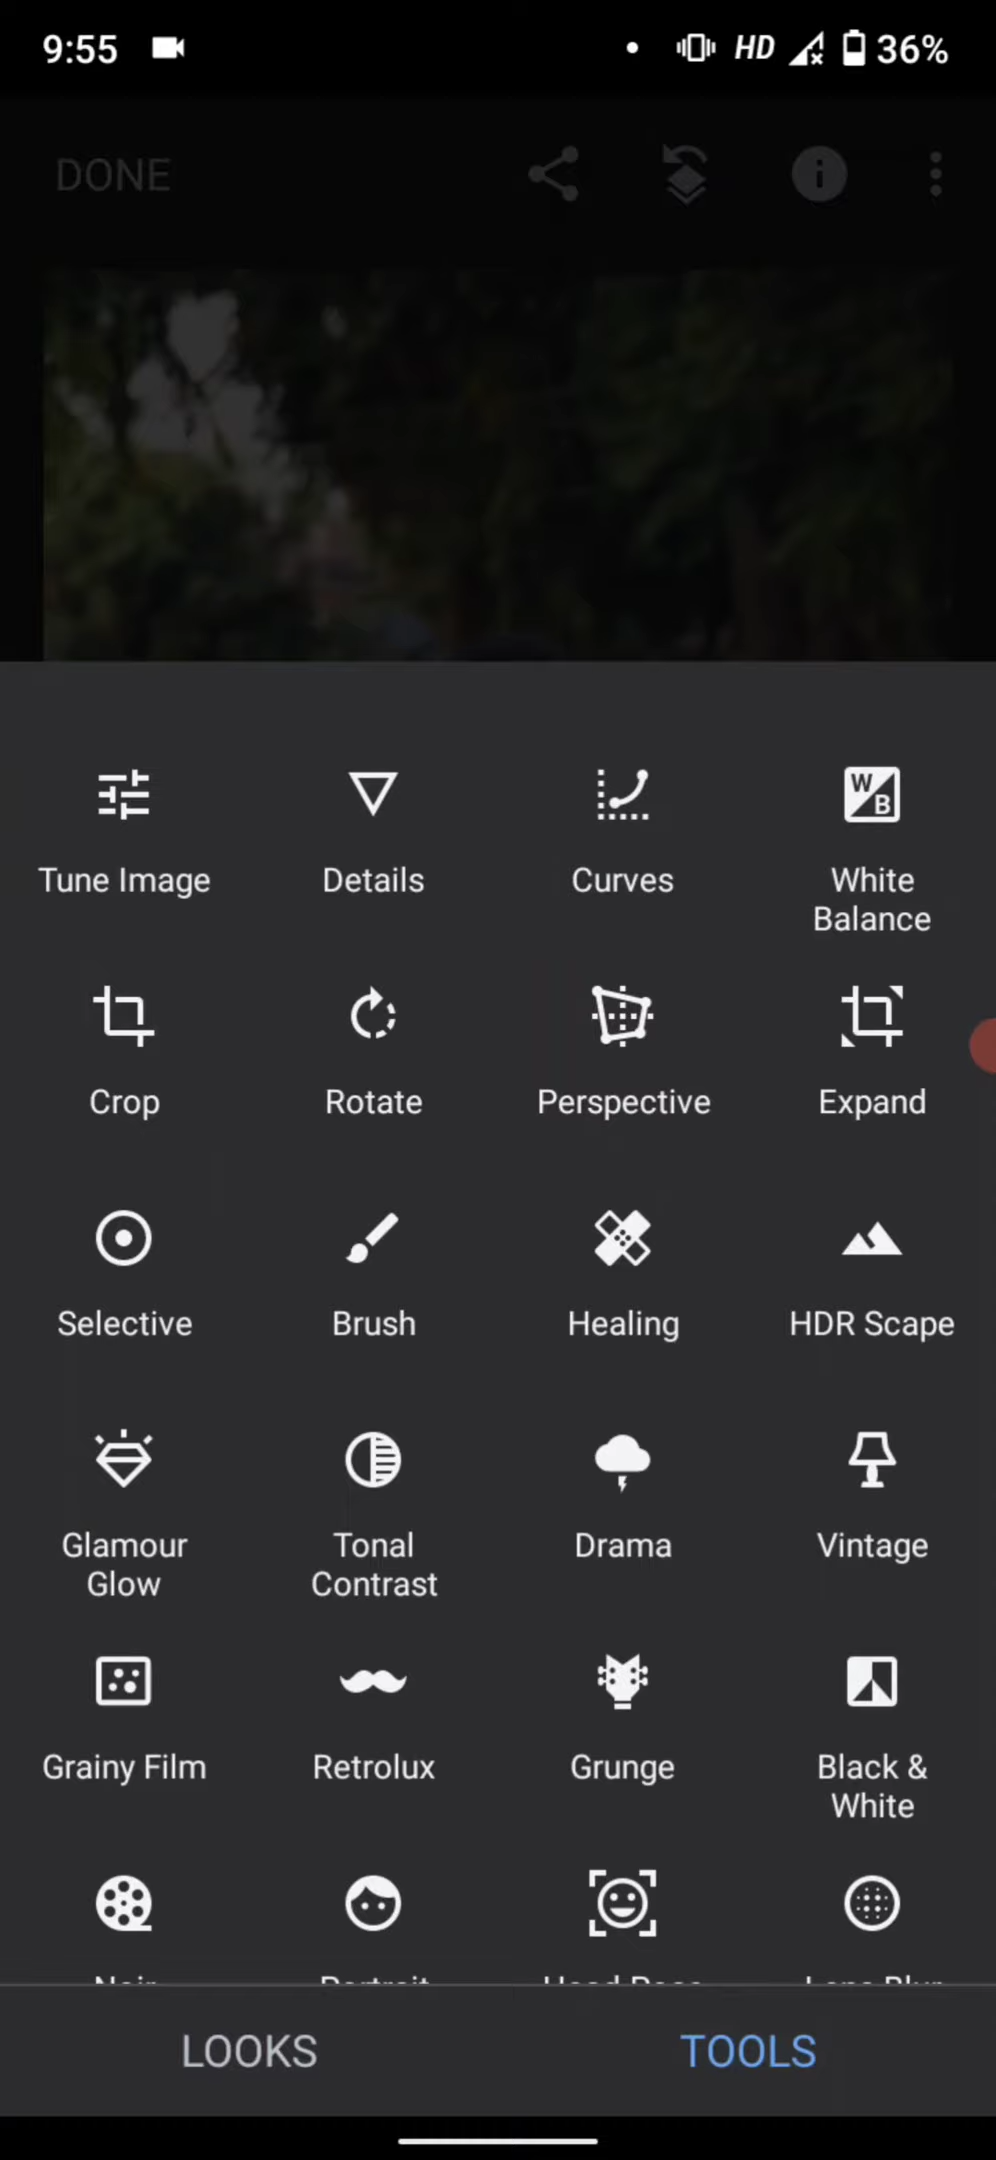 9:55 HD 36%
DONE
Tune Image Details Curves White
Balance
Crop Rotate Perspective Expand
Selective Brush Healing HDR Scape
Glamour Tonal Drama Vintage
Glow Contrast
Grainy Film Retrolux Grunge Black &
White
LOOKS TOOLS